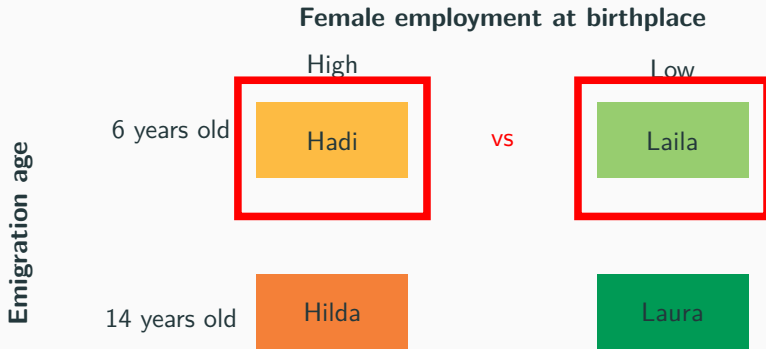 Female employment at birthplace
High Low
6 years old Hadi vs Laila
Emigration age
14 years old Hilda Laura